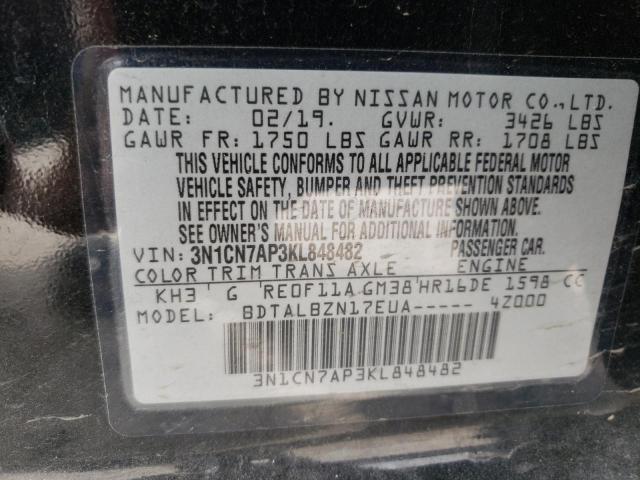 MANUFACTURED BY NISSAN MOTOR CO.,LTD.
DATE: 02/19. GVWR: 3426 LBS
GAWR FR: 1750 LBS GAWR RR: 1708 LBS
THIS VEHICLE CONFORMS TO ALL APPLICABLE FEDERAL MOTOR
VEHICLE SAFETY, BUMPER AND THEFT PREVENTION STANDARDS
IN EFFECT ON THE DATE OF MANUFACTURE SHOWN ABOVE.
SEE OWNER'S MANUAL FOR ADDITIONAL INFORMATION.
VIN: 3N1CN7AP3KL848482 PASSENGER CAR.
COLOR TRIM TRANS AXLE ENGINE
KH3 G RE0F11A GM38 HR16DE 1598 CC
MODEL: BDTALBZN17EUA----- 4Z000
3N1CN7AP3KL848482